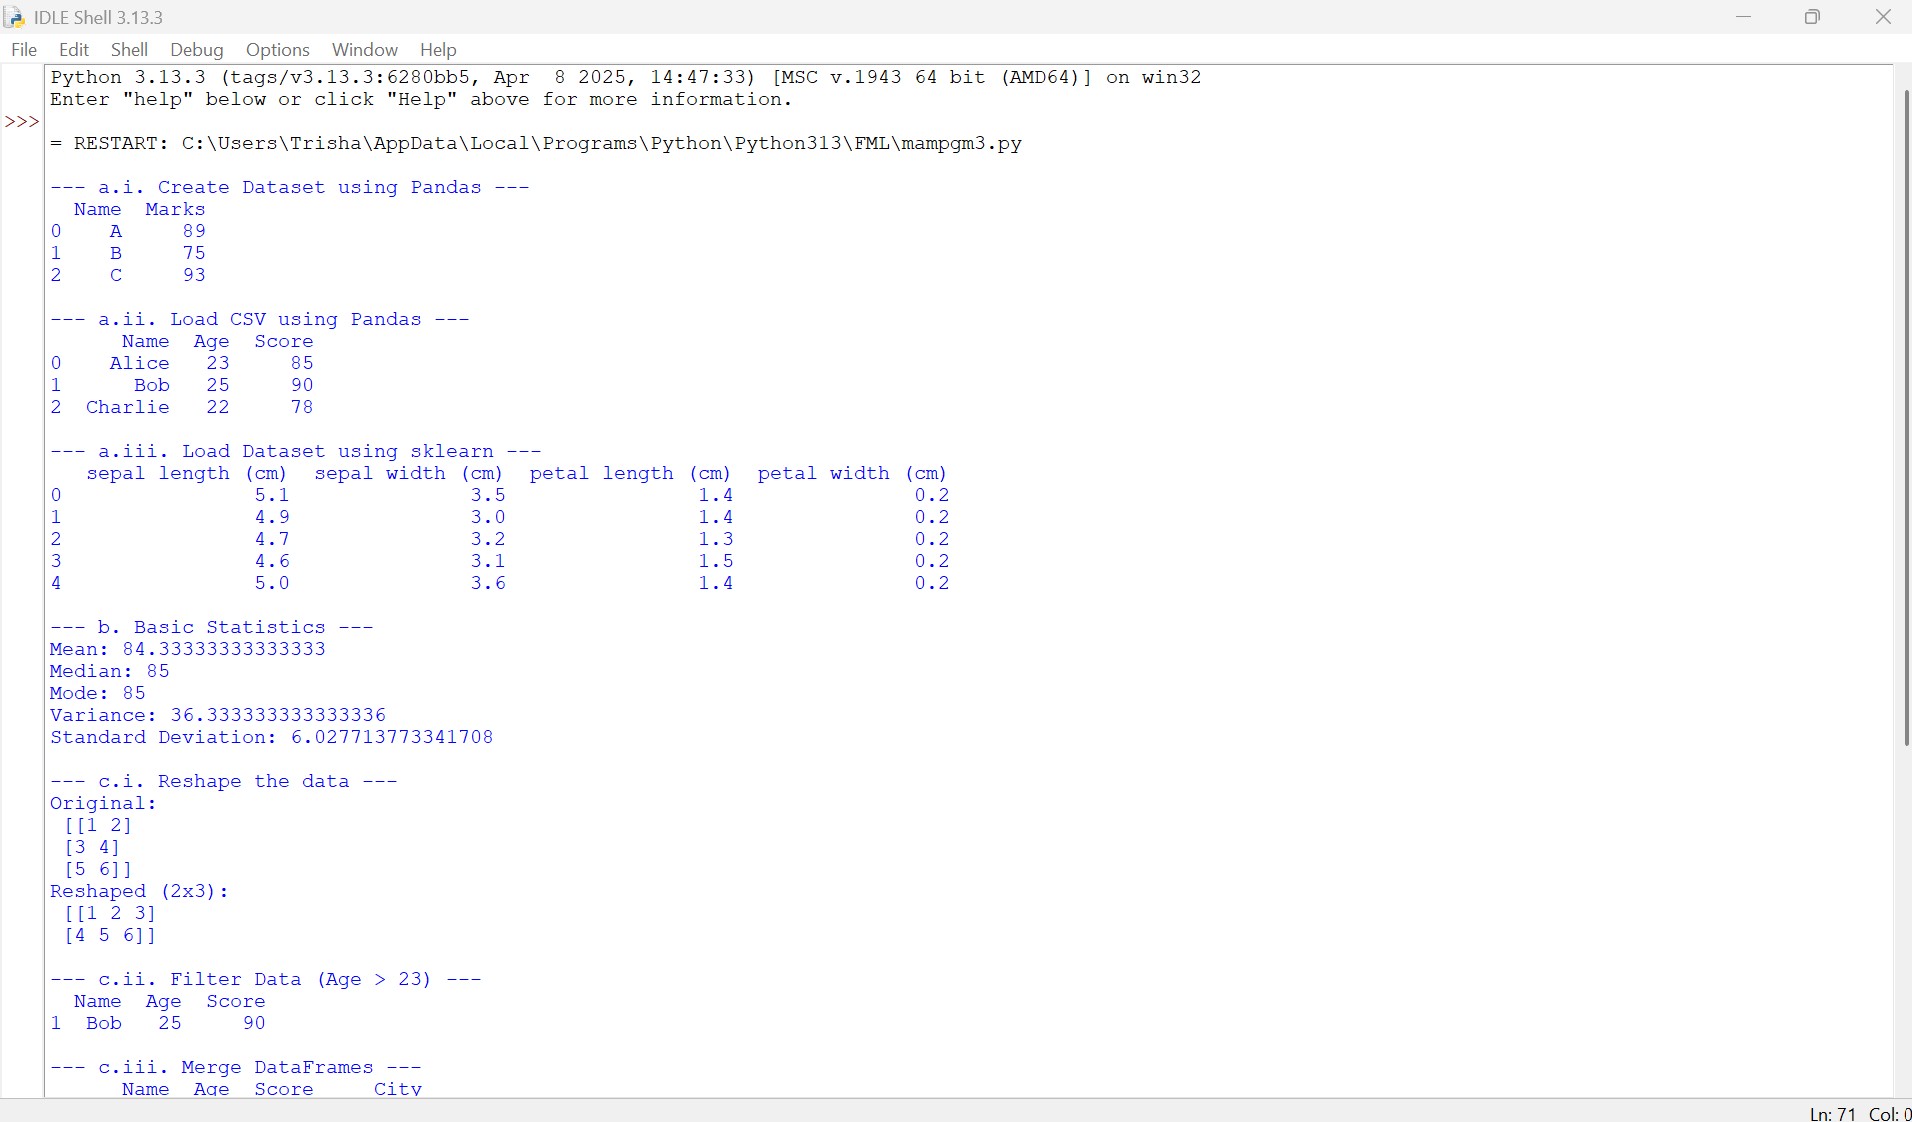 IDLE Shell 3.13.3
File Edit Shell Debug Options Window Help
Python 3.13.3 (tags/v3.13.3:6280bb5, Apr  8 2025, 14:47:33) [MSC v.1943 64 bit (AMD64)] on win32
Enter "help" below or click "Help" above for more information.
>>>
= RESTART: C:\Users\Trisha\AppData\Local\Programs\Python\Python313\FML\mampgm3.py
--- a.i. Create Dataset using Pandas ---
  Name  Marks
0    A     89
1    B     75
2    C     93
--- a.ii. Load CSV using Pandas ---
      Name  Age  Score
0    Alice   23     85
1      Bob   25     90
2  Charlie   22     78
--- a.iii. Load Dataset using sklearn ---
   sepal length (cm)  sepal width (cm)  petal length (cm)  petal width (cm)
0                5.1               3.5                1.4               0.2
1                4.9               3.0                1.4               0.2
2                4.7               3.2                1.3               0.2
3                4.6               3.1                1.5               0.2
4                5.0               3.6                1.4               0.2
--- b. Basic Statistics ---
Mean: 84.33333333333333
Median: 85
Mode: 85
Variance: 36.333333333333336
Standard Deviation: 6.027713773341708
--- c.i. Reshape the data ---
Original:
 [[1 2]
 [3 4]
 [5 6]]
Reshaped (2x3):
 [[1 2 3]
 [4 5 6]]
--- c.ii. Filter Data (Age > 23) ---
  Name  Age  Score
1  Bob   25     90
--- c.iii. Merge DataFrames ---
      Name  Age  Score     City
Ln: 71 Col: 0